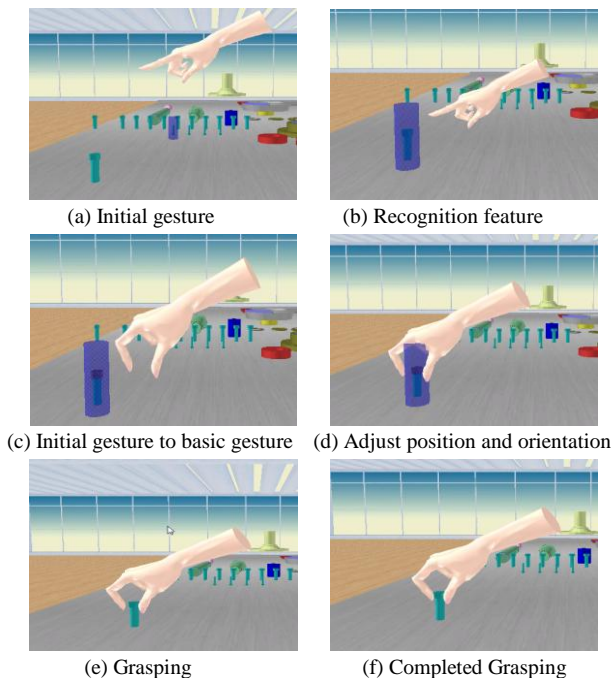 (a) Initial gesture
(b) Recognition feature
(c) Initial gesture to basic gesture
(d) Adjust position and orientation
(e) Grasping
(f) Completed Grasping